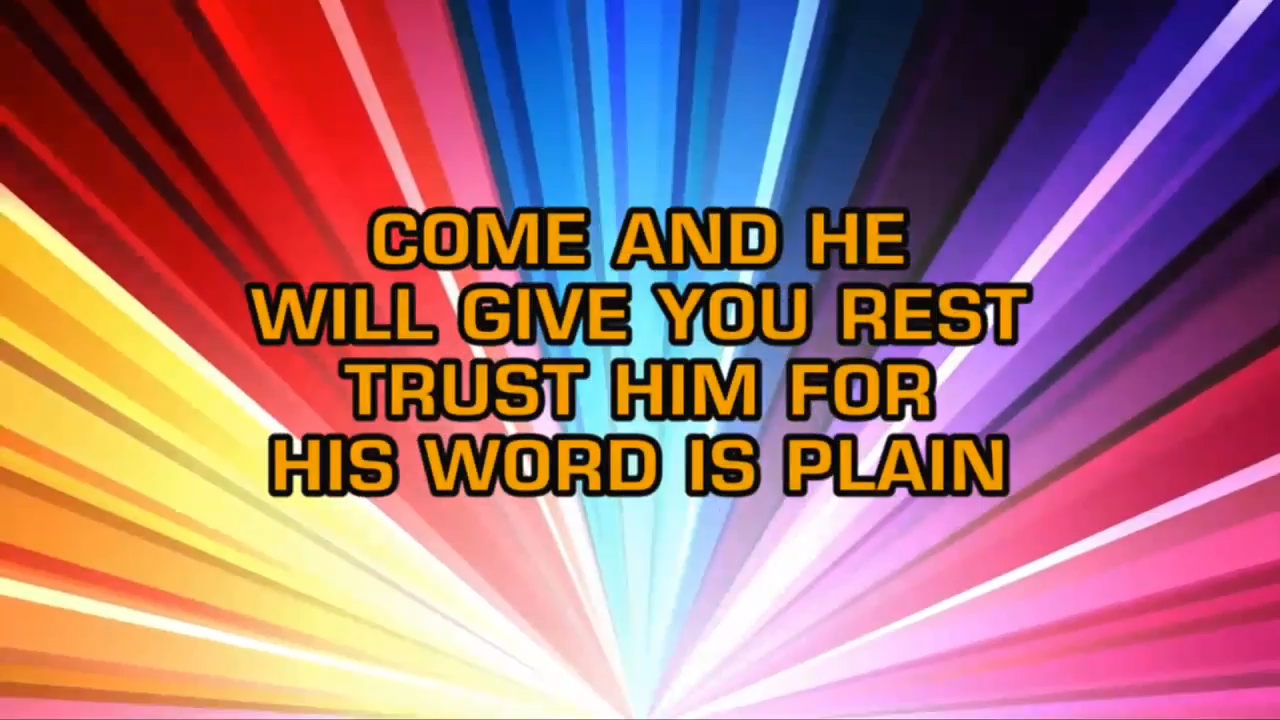 COME AND HE
WILL GIVE YOU REST
TRUST HIM FOR
HIS WORD IS PLAIN